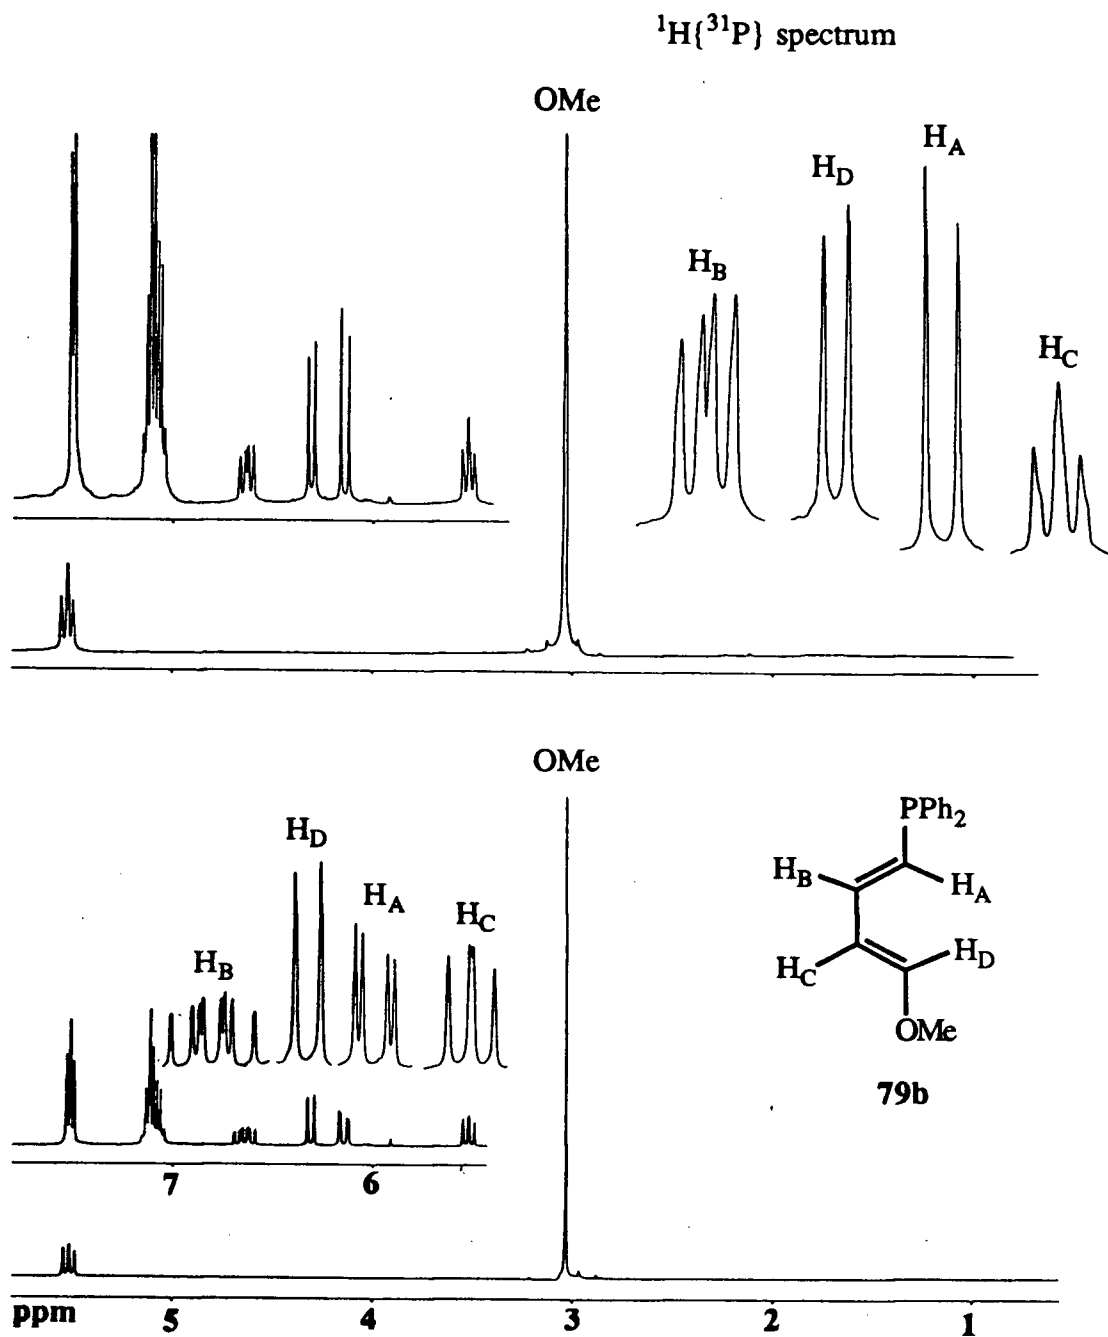 ¹H{³¹P} spectrum
OMe
H_A
H_D
H_B
H_C
OMe
PPh₂
H_D
H_B
H_A
H_A
H_C
H_B
H_C
H_D
OMe
79b
7 6
ppm 5 4 3 2 1